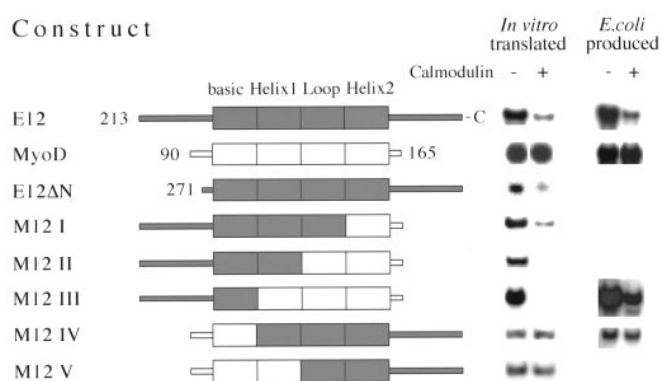 Construct
In vitro translated
E.coli produced
Calmodulin - + - +
basic Helix1 Loop Helix2
E12 213 -C
MyoD 90 165
E12ΔN 271
M12 I
M12 II
M12 III
M12 IV
M12 V